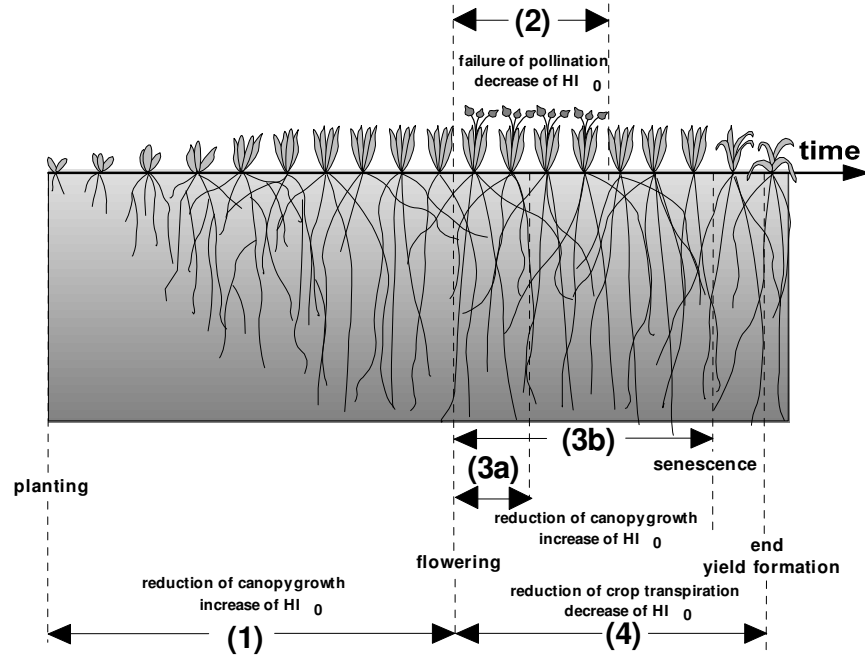 (2)
failure of pollination
decrease of HI 0
time
(3b)
(3a)
senescence
planting
reduction of canopygrowth
increase of HI 0
flowering
end
yield formation
reduction of canopygrowth
increase of HI 0
reduction of crop transpiration
decrease of HI 0
(1)
(4)